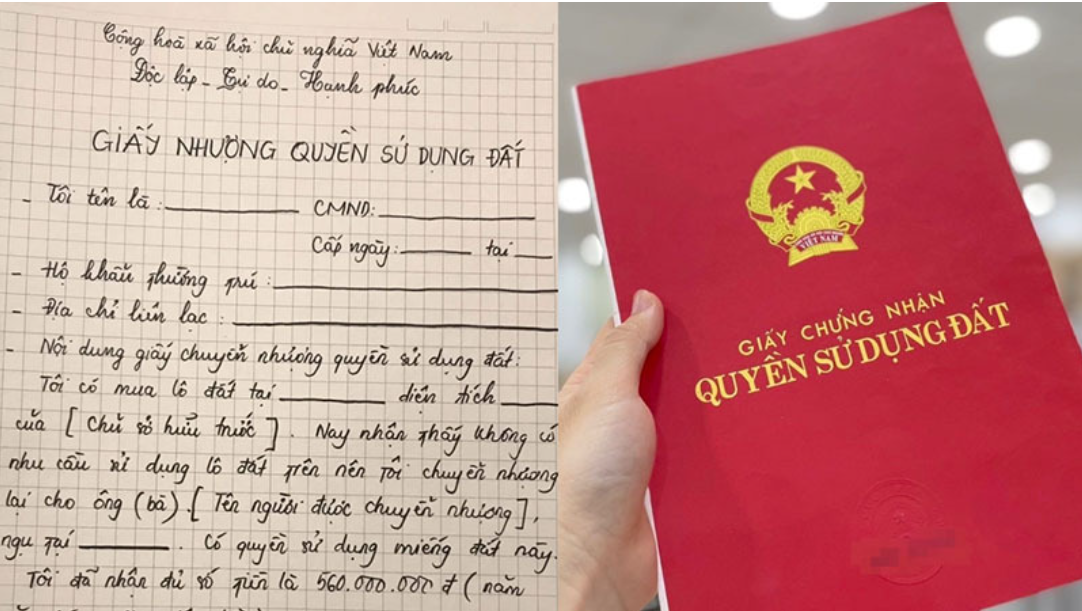 Cộng hoà xã hội chủ nghĩa Việt Nam
Độc lập - Tự do - Hạnh phúc
GIẤY NHƯỢNG QUYỀN SỬ DỤNG ĐẤT
- Tôi tên là: CMND:
Cấp ngày: tại
- Hộ khẩu thường trú:
- Địa chỉ liên lạc:
- Nội dung giấy chuyển nhượng quyền sử dụng đất:
Tôi có mua lô đất tại diện tích
của [Chủ sở hữu trước]. Nay nhận thấy không có
nhu cầu sử dụng lô đất trên nên tôi chuyển nhượng
lại cho ông (bà) [Tên người được chuyển nhượng],
ngụ tại . Có quyền sử dụng miếng đất này.
Tôi đã nhận đủ số tiền là 560.000.000 đ (năm
VIỆT NAM
GIẤY CHỨNG NHẬN
QUYỀN SỬ DỤNG ĐẤT